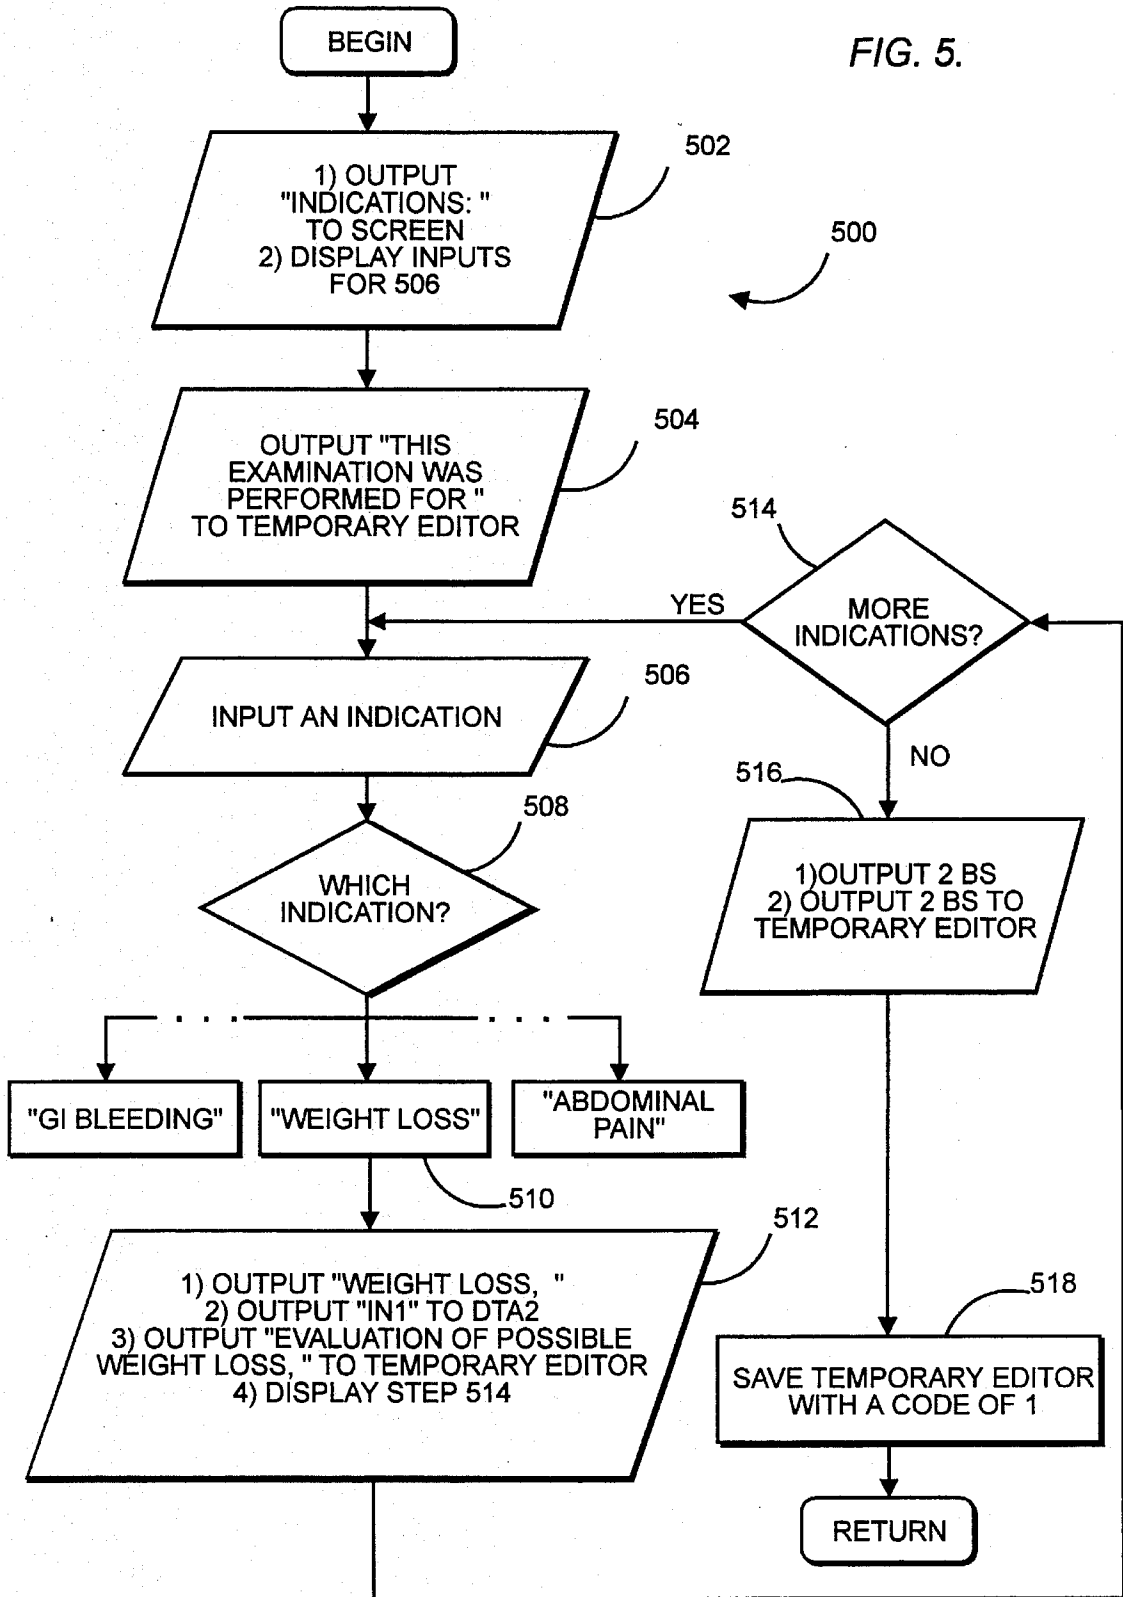 BEGIN
FIG. 5.
502
1) OUTPUT
"INDICATIONS: "
TO SCREEN
2) DISPLAY INPUTS
FOR 506
500
504
OUTPUT "THIS
EXAMINATION WAS
PERFORMED FOR "
TO TEMPORARY EDITOR
514
YES
MORE
INDICATIONS?
506
INPUT AN INDICATION
NO
508
516
WHICH
INDICATION?
1)OUTPUT 2 BS
2) OUTPUT 2 BS TO
TEMPORARY EDITOR
"GI BLEEDING"
"WEIGHT LOSS"
"ABDOMINAL
PAIN"
510
512
1) OUTPUT "WEIGHT LOSS, "
2) OUTPUT "IN1" TO DTA2
3) OUTPUT "EVALUATION OF POSSIBLE
WEIGHT LOSS, " TO TEMPORARY EDITOR
4) DISPLAY STEP 514
518
SAVE TEMPORARY EDITOR
WITH A CODE OF 1
RETURN